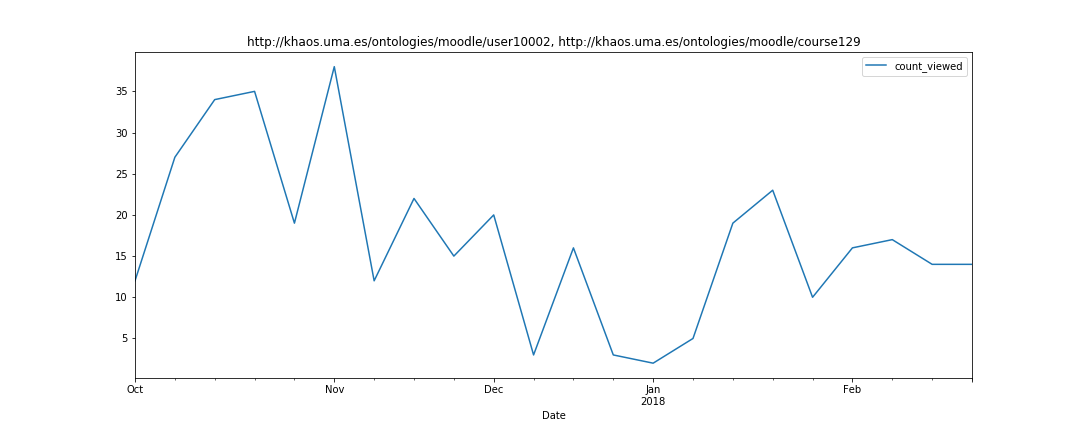 http://khaos.uma.es/ontologies/moodle/user10002, http://khaos.uma.es/ontologies/moodle/course129
count_viewed
35
30
25
20
15
10
5
Oct Nov Dec Jan Feb
2018
Date